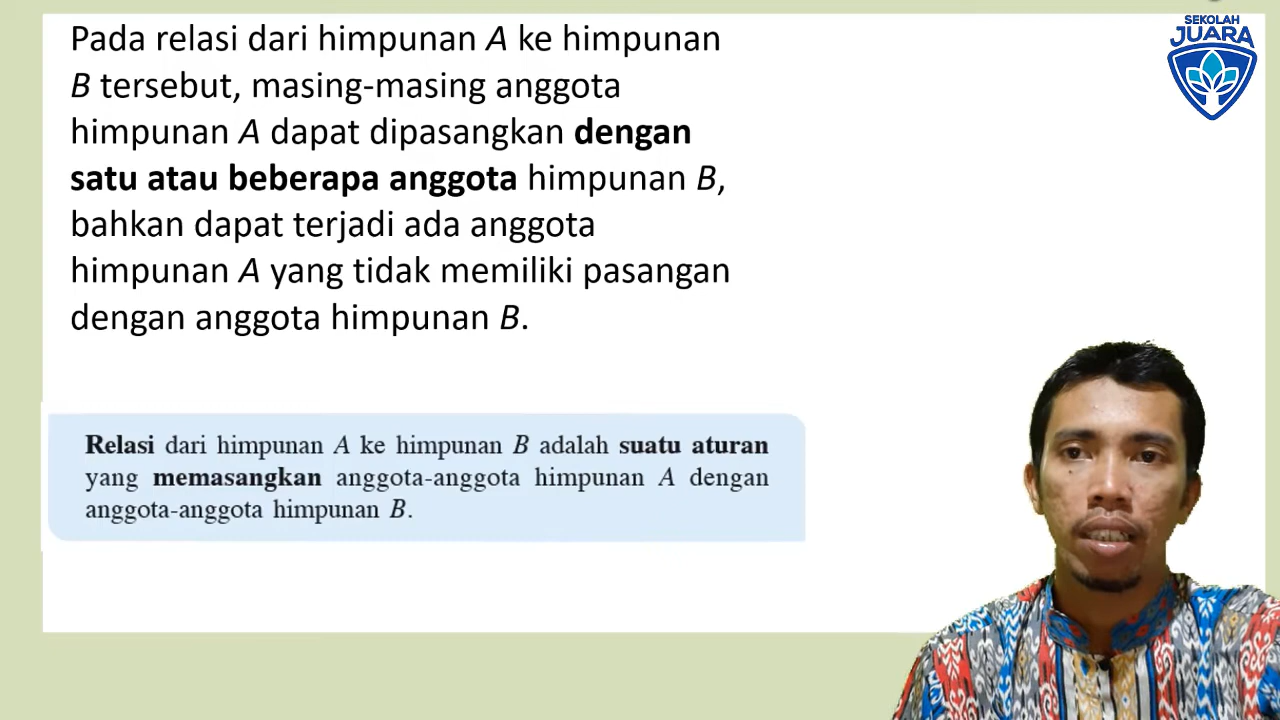 Pada relasi dari himpunan A ke himpunan
B tersebut, masing-masing anggota
himpunan A dapat dipasangkan dengan
satu atau beberapa anggota himpunan B,
bahkan dapat terjadi ada anggota
himpunan A yang tidak memiliki pasangan
dengan anggota himpunan B.
Relasi dari himpunan A ke himpunan B adalah suatu aturan
yang memasangkan anggota-anggota himpunan A dengan
anggota-anggota himpunan B.
SEKOLAH
JUARA